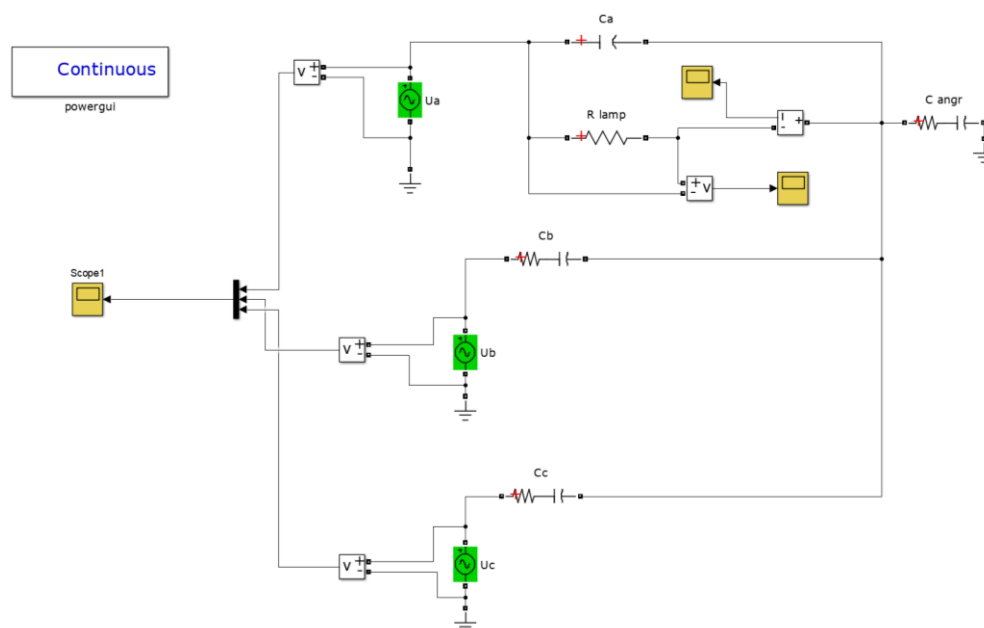 Continuous
powergui
Ca
V
+
-
+
Ua
R lamp
I
+
-
C angr
+
-
V
Cb
Scope1
V
+
-
+
Ub
Cc
V
+
-
+
Uc